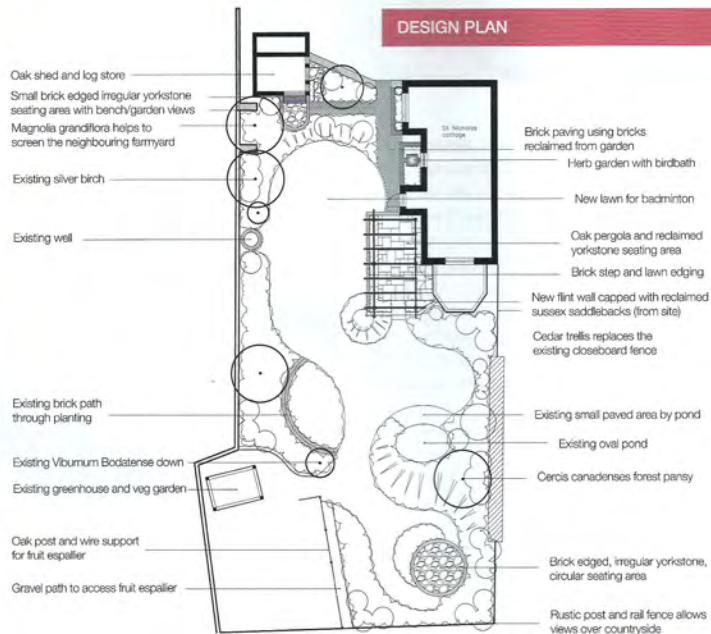 DESIGN PLAN
Oak shed and log store
Small brick edged irregular yorkstone
seating area with bench/garden views
Magnolia grandiflora helps to
screen the neighbouring farmyard
Existing silver birch
Existing well
Existing brick path
through planting
Existing Viburnum Bodatense down
Existing greenhouse and veg garden
Oak post and wire support
for fruit espallier
Gravel path to access fruit espallier
St Nicholas
cottage
Brick paving using bricks
reclaimed from garden
Herb garden with birdbath
New lawn for badminton
Oak pergola and reclaimed
yorkstone seating area
Brick step and lawn edging
New flint wall capped with reclaimed
sussex saddlebacks (from site)
Cedar trellis replaces the
existing closeboard fence
Existing small paved area by pond
Existing oval pond
Cercis canadenses forest pansy
Brick edged, irregular yorkstone,
circular seating area
Rustic post and rail fence allows
views over countryside